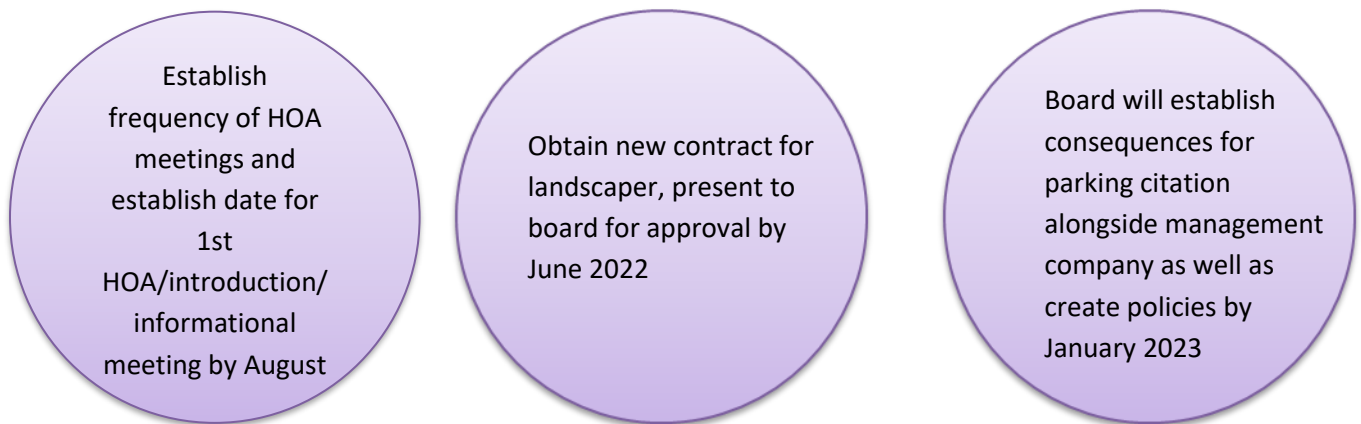 Establish
frequency of HOA
meetings and
establish date for
1st
HOA/introduction/
informational
meeting by August
Obtain new contract for
landscaper, present to
board for approval by
June 2022
Board will establish
consequences for
parking citation
alongside management
company as well as
create policies by
January 2023